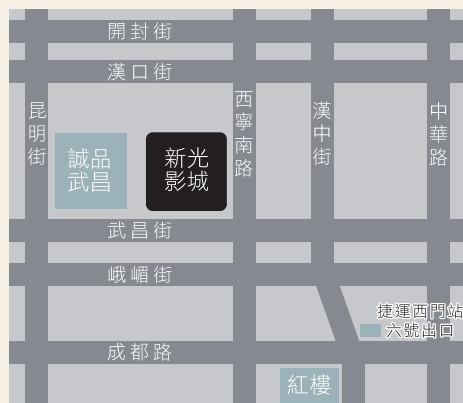 開封街
漢口街
昆明街
西寧南路
漢中街
中華路
誠品
武昌
新光
影城
武昌街
峨嵋街
捷運西門站
六號出口
成都路
紅樓